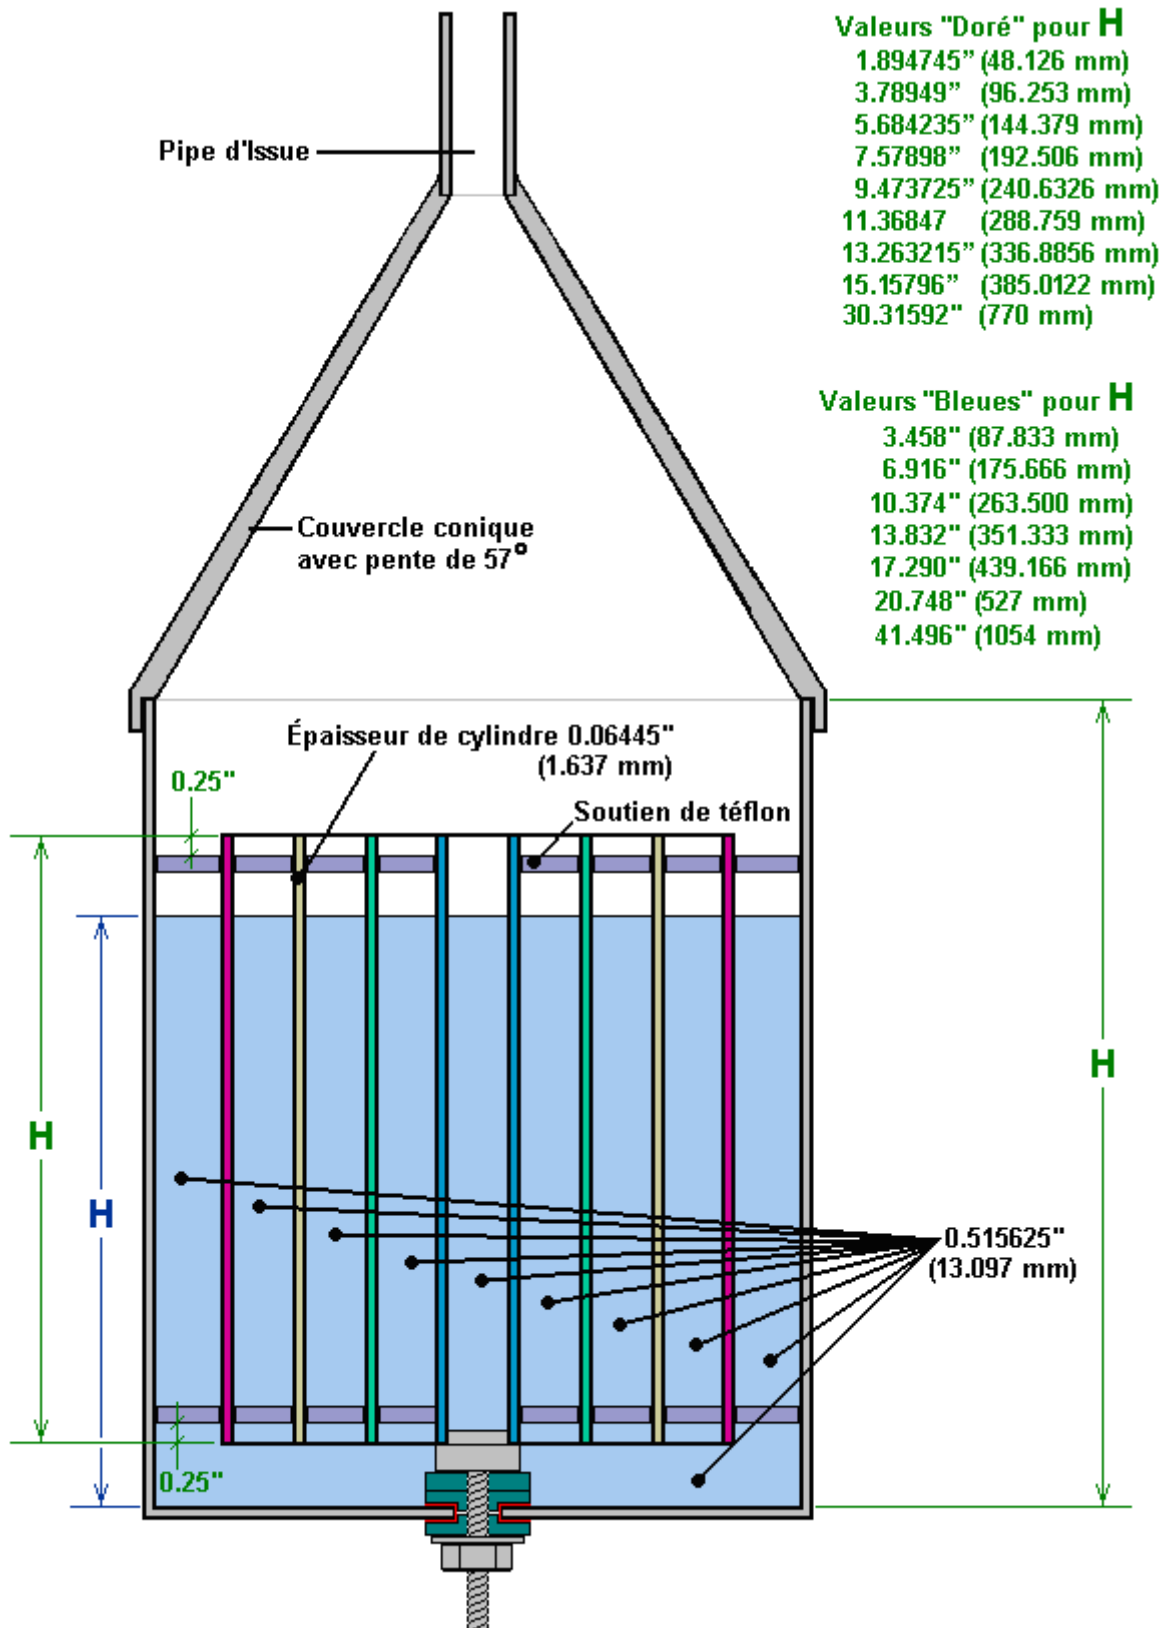 Valeurs "Doré" pour H
1.894745" (48.126 mm)
3.78949" (96.253 mm)
5.684235" (144.379 mm)
7.57898" (192.506 mm)
9.473725" (240.6326 mm)
11.36847 (288.759 mm)
13.263215" (336.8856 mm)
15.15796" (385.0122 mm)
30.31592" (770 mm)
Pipe d'Issue
Valeurs "Bleues" pour H
3.458" (87.833 mm)
6.916" (175.666 mm)
10.374" (263.500 mm)
13.832" (351.333 mm)
17.290" (439.166 mm)
20.748" (527 mm)
41.496" (1054 mm)
Couvercle conique
avec pente de 57°
Épaisseur de cylindre 0.06445"
(1.637 mm)
0.25"
Soutien de téflon
H
H
H
0.515625"
(13.097 mm)
0.25"